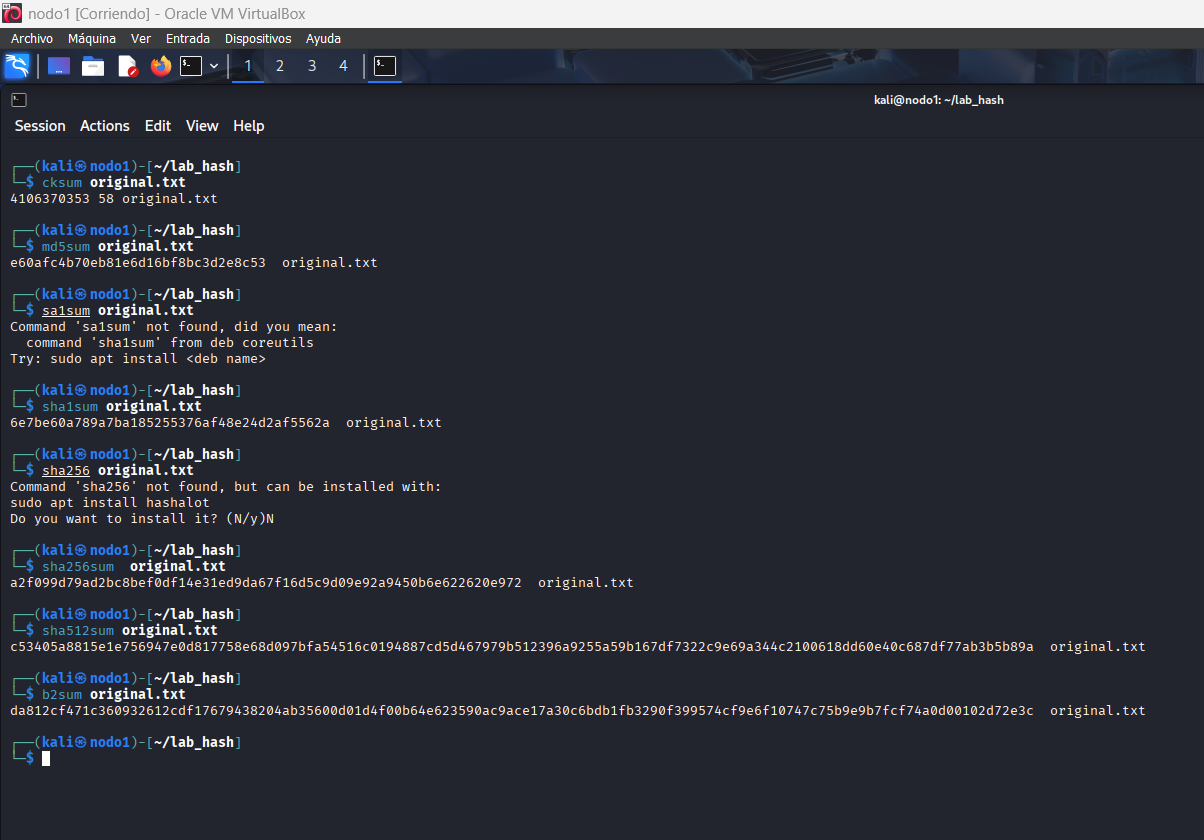 nodo1 [Corriendo] - Oracle VM VirtualBox
Archivo Máquina Ver Entrada Dispositivos Ayuda
1 2 3 4
kali@nodo1: ~/lab_hash
Session Actions Edit View Help
┌──(kali㉿nodo1)-[~/lab_hash]
└─$ cksum original.txt
4106370353 58 original.txt
┌──(kali㉿nodo1)-[~/lab_hash]
└─$ md5sum original.txt
e60afc4b70eb81e6d16bf8bc3d2e8c53  original.txt
┌──(kali㉿nodo1)-[~/lab_hash]
└─$ sa1sum original.txt
Command 'sa1sum' not found, did you mean:
  command 'sha1sum' from deb coreutils
Try: sudo apt install <deb name>
┌──(kali㉿nodo1)-[~/lab_hash]
└─$ sha1sum original.txt
6e7be60a789a7ba185255376af48e24d2af5562a  original.txt
┌──(kali㉿nodo1)-[~/lab_hash]
└─$ sha256 original.txt
Command 'sha256' not found, but can be installed with:
sudo apt install hashalot
Do you want to install it? (N/y)N
┌──(kali㉿nodo1)-[~/lab_hash]
└─$ sha256sum  original.txt
a2f099d79ad2bc8bef0df14e31ed9da67f16d5c9d09e92a9450b6e622620e972  original.txt
┌──(kali㉿nodo1)-[~/lab_hash]
└─$ sha512sum original.txt
c53405a8815e1e756947e0d817758e68d097bfa54516c0194887cd5d467979b512396a9255a59b167df7322c9e69a344c2100618dd60e40c687df77ab3b5b89a  original.txt
┌──(kali㉿nodo1)-[~/lab_hash]
└─$ b2sum original.txt
da812cf471c360932612cdf17679438204ab35600d01d4f00b64e623590ac9ace17a30c6bdb1fb3290f399574cf9e6f10747c75b9e9b7fcf74a0d00102d72e3c  original.txt
┌──(kali㉿nodo1)-[~/lab_hash]
└─$